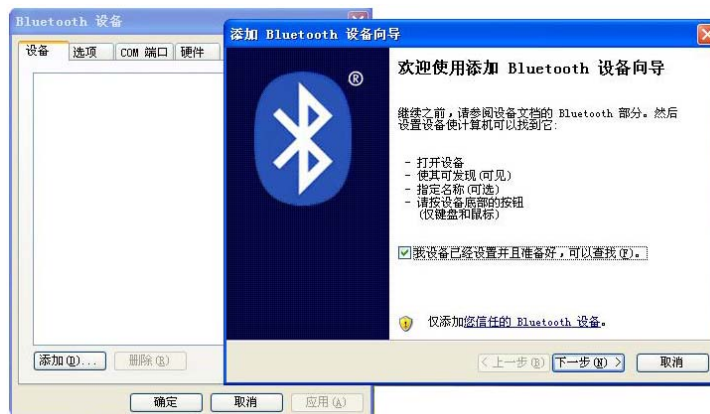 Bluetooth 设备
设备
选项
COM 端口
硬件
添加(D)...
删除(R)
确定
取消
应用(A)
添加 Bluetooth 设备向导
®
欢迎使用添加 Bluetooth 设备向导
继续之前，请参阅设备文档的 Bluetooth 部分。然后
设置设备使计算机可以找到它:
- 打开设备
- 使其可发现(可见)
- 指定名称(可选)
- 请按设备底部的按钮
(仅键盘和鼠标)
我设备已经设置并且准备好，可以查找(F)。
仅添加您信任的 Bluetooth 设备。
< 上一步(B)
下一步(N) >
取消